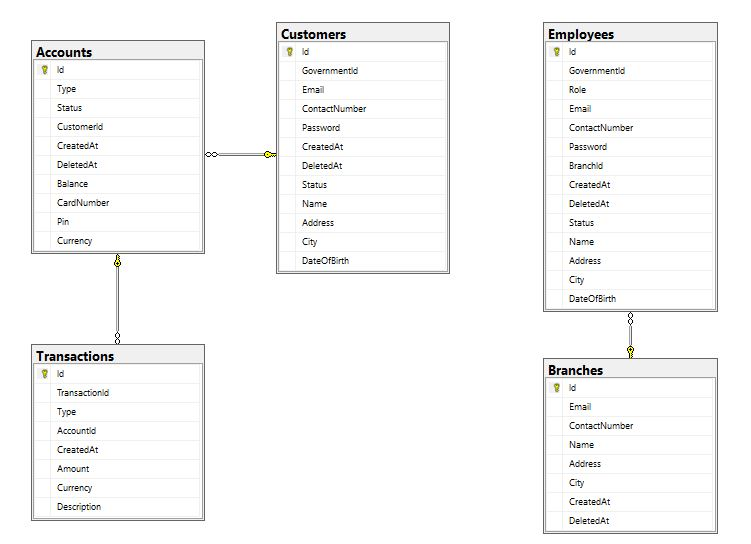 Accounts
Id
Type
Status
CustomerId
CreatedAt
DeletedAt
Balance
CardNumber
Pin
Currency
Customers
Id
GovernmentId
Email
ContactNumber
Password
CreatedAt
DeletedAt
Status
Name
Address
City
DateOfBirth
Employees
Id
GovernmentId
Role
Email
ContactNumber
Password
BranchId
CreatedAt
DeletedAt
Status
Name
Address
City
DateOfBirth
Transactions
Id
TransactionId
Type
AccountId
CreatedAt
Amount
Currency
Description
Branches
Id
Email
ContactNumber
Name
Address
City
CreatedAt
DeletedAt